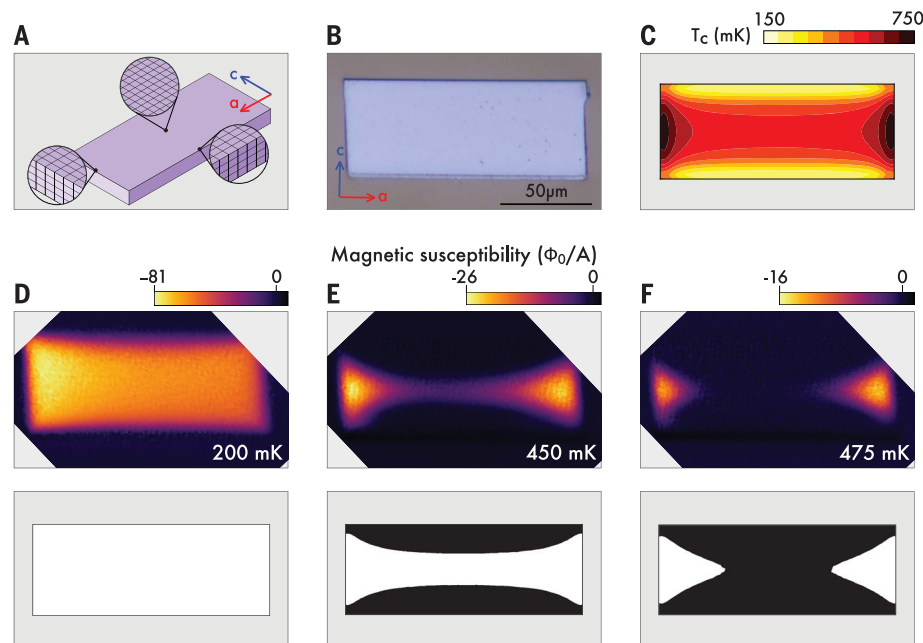 A
c
a
B
c
a
50μm
C
Tc (mK)
150
750
Magnetic susceptibility (Φ0/A)
D
−81
0
200 mK
E
-26
0
450 mK
F
-16
0
475 mK